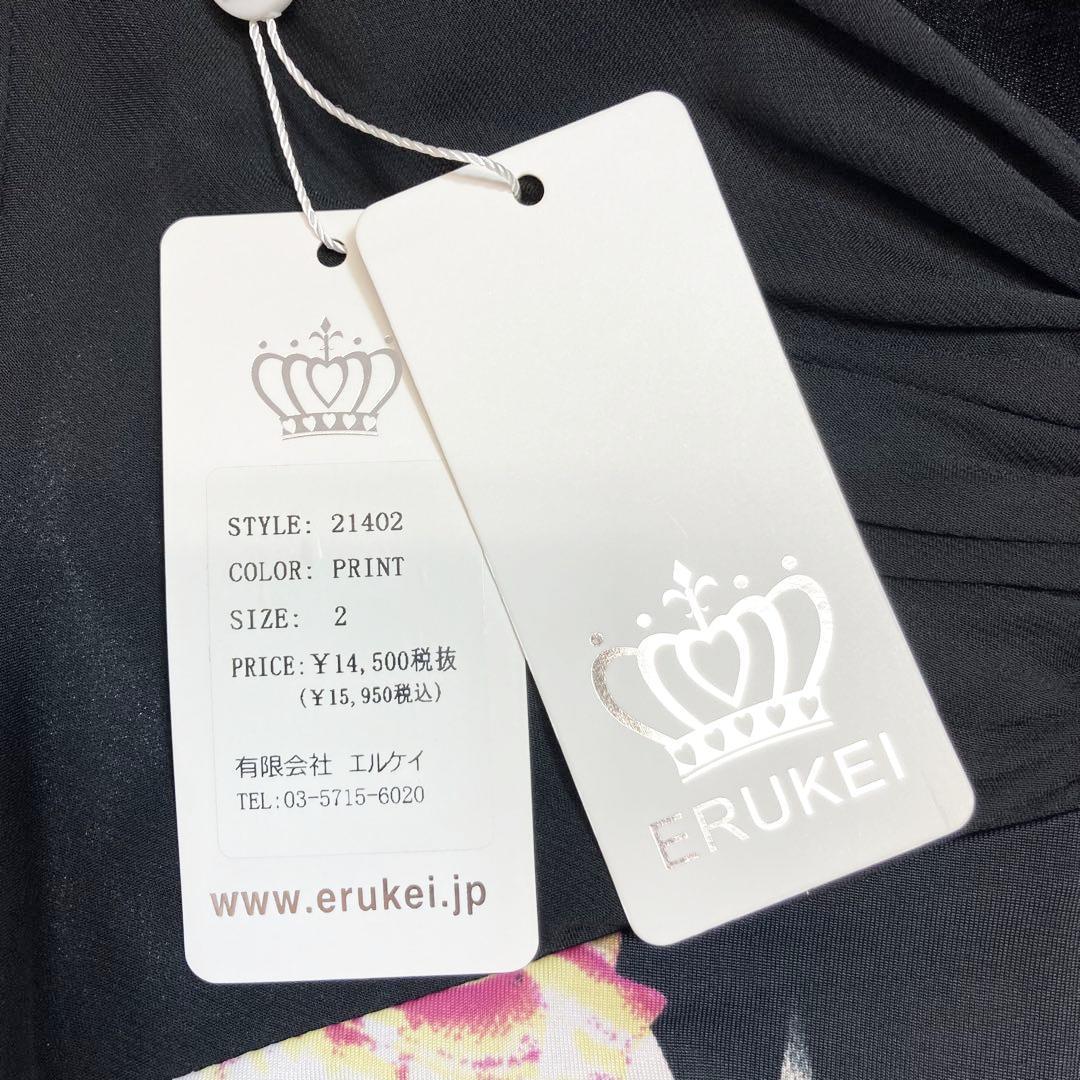 STYLE: 21402
COLOR: PRINT
SIZE: 2
PRICE:￥14,500税抜
(￥15,950税込)
有限会社 エルケイ
TEL:03-5715-6020
www.erukei.jp
ERUKEI